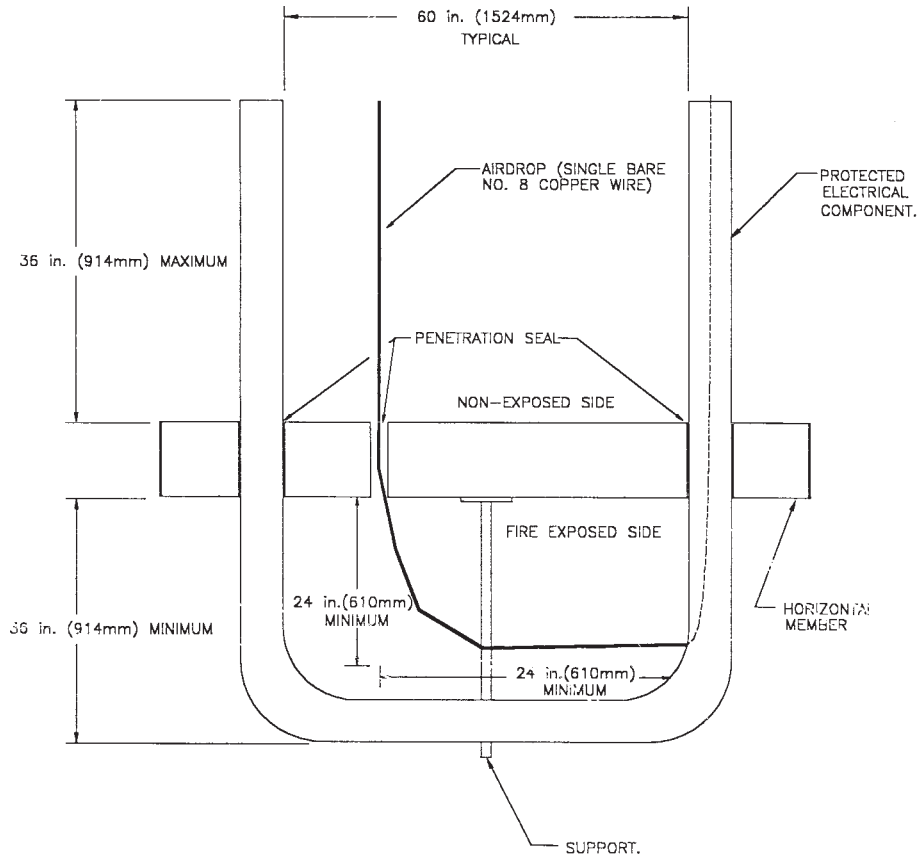 60 in. (1524mm)
TYPICAL
AIRDROP (SINGLE BARE
NO. 8 COPPER WIRE)
PROTECTED
ELECTRICAL
COMPONENT.
36 in. (914mm) MAXIMUM
PENETRATION SEAL
NON-EXPOSED SIDE
FIRE EXPOSED SIDE
24 in.(610mm)
MINIMUM
36 in. (914mm) MINIMUM
HORIZONTAL
MEMBER
24 in.(610mm)
MINIMUM
SUPPORT.